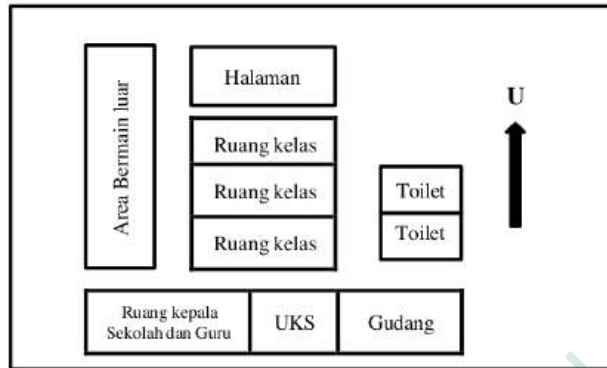 Area Bermain luar
Halaman
U
Ruang kelas
Ruang kelas
Toilet
Ruang kelas
Toilet
Ruang kepala
Sekolah dan Guru
UKS
Gudang